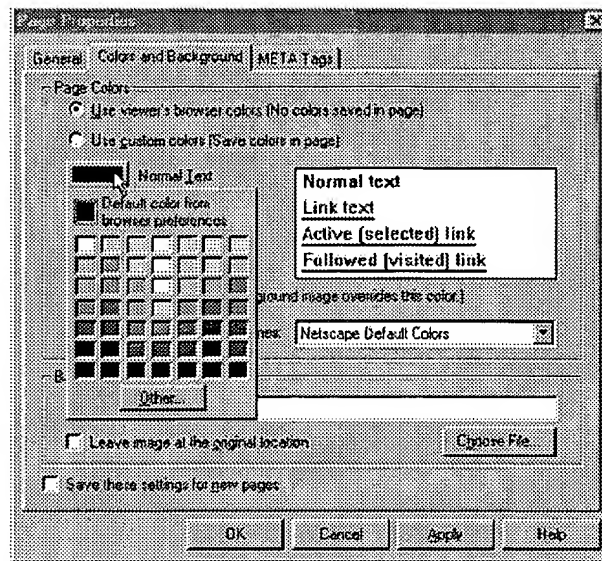 Page Properties
General Colors and Background META Tags
Page Colors
Use viewer's browser colors (No colors saved in page)
Use custom colors (Save colors in page)
Normal Text
Default color from
browser preferences
Normal text
Link text
Active (selected) link
Followed (visited) link
ground image overrides this color.)
mes: Netscape Default Colors
Other...
B
Leave image at the original location
Choose File...
Save these settings for new pages
OK Cancel Apply Help